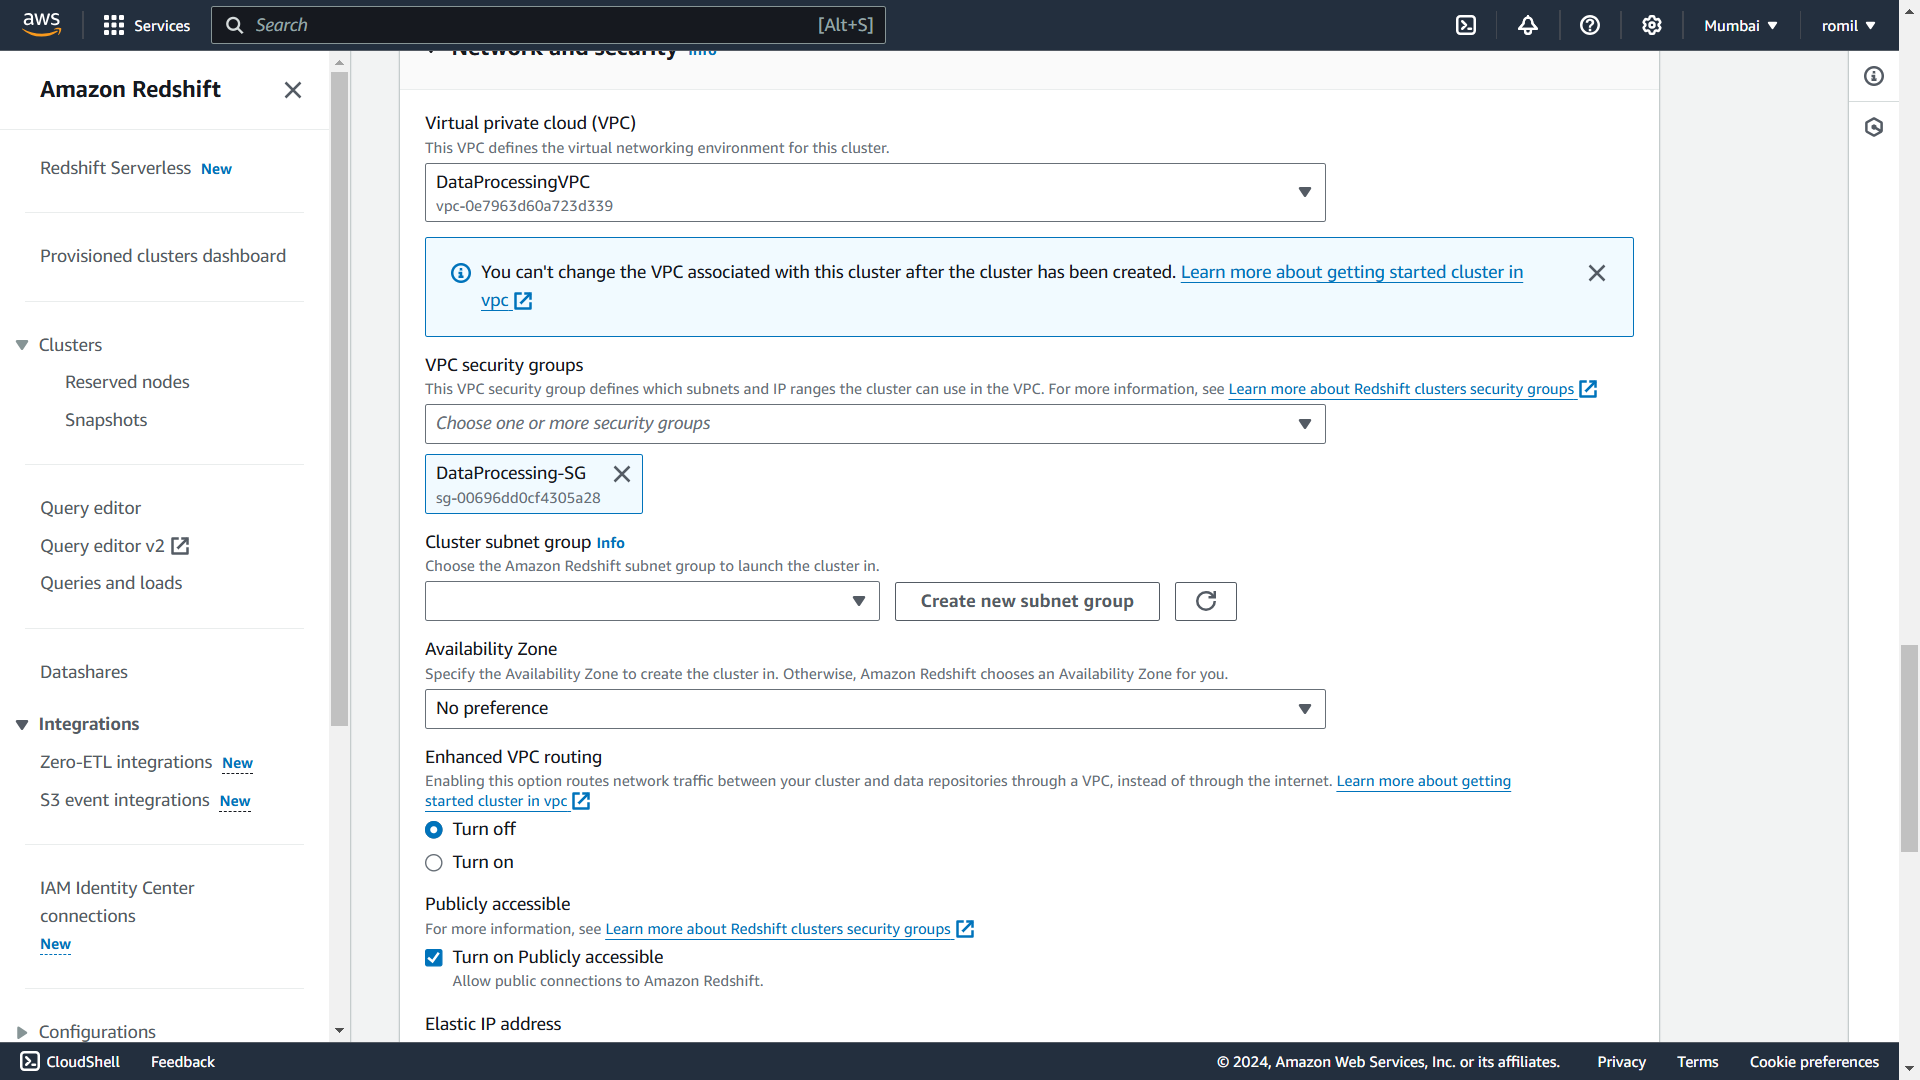 aws
Services
Search
[Alt+S]
Mumbai
romil
Amazon Redshift
Redshift Serverless New
Provisioned clusters dashboard
Clusters
Reserved nodes
Snapshots
Query editor
Query editor v2
Queries and loads
Datashares
Integrations
Zero-ETL integrations New
S3 event integrations New
IAM Identity Center
connections
New
Configurations
Network and security Info
Virtual private cloud (VPC)
This VPC defines the virtual networking environment for this cluster.
DataProcessingVPC
vpc-0e7963d60a723d339
You can't change the VPC associated with this cluster after the cluster has been created. Learn more about getting started cluster in
vpc
VPC security groups
This VPC security group defines which subnets and IP ranges the cluster can use in the VPC. For more information, see Learn more about Redshift clusters security groups
Choose one or more security groups
DataProcessing-SG
sg-00696dd0cf4305a28
Cluster subnet group Info
Choose the Amazon Redshift subnet group to launch the cluster in.
Create new subnet group
Availability Zone
Specify the Availability Zone to create the cluster in. Otherwise, Amazon Redshift chooses an Availability Zone for you.
No preference
Enhanced VPC routing
Enabling this option routes network traffic between your cluster and data repositories through a VPC, instead of through the internet. Learn more about getting
started cluster in vpc
Turn off
Turn on
Publicly accessible
For more information, see Learn more about Redshift clusters security groups
Turn on Publicly accessible
Allow public connections to Amazon Redshift.
Elastic IP address
CloudShell
Feedback
© 2024, Amazon Web Services, Inc. or its affiliates.
Privacy
Terms
Cookie preferences